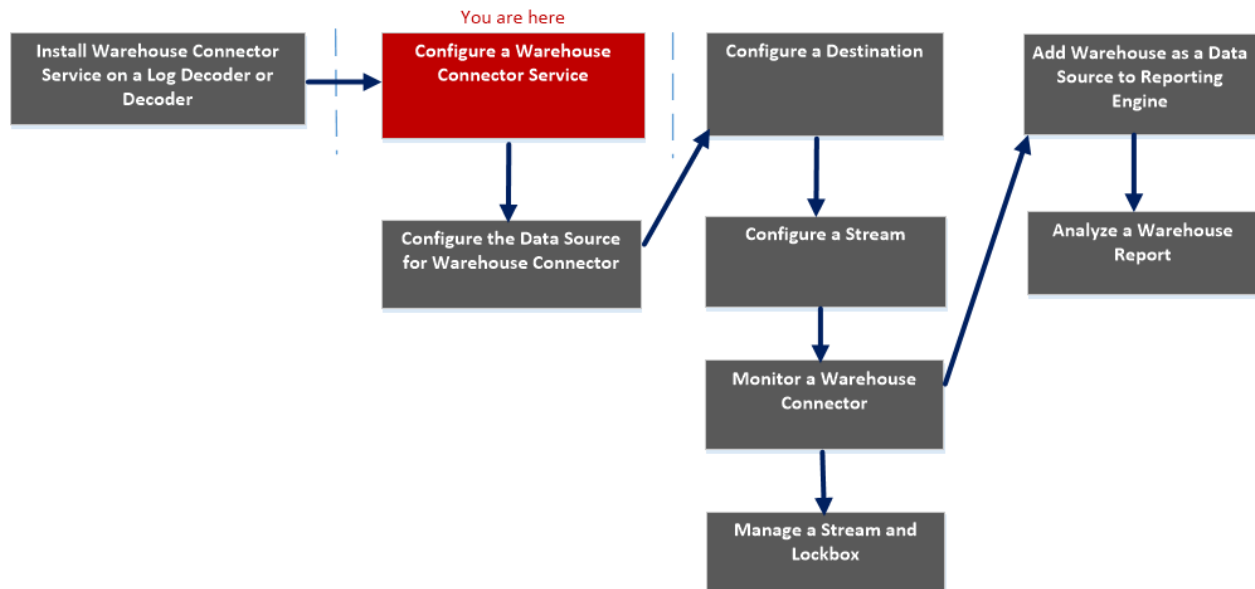 You are here
Install Warehouse Connector
Service on a Log Decoder or
Decoder
Configure a Warehouse
Connector Service
Configure the Data Source
for Warehouse Connector
Configure a Destination
Configure a Stream
Monitor a Warehouse
Connector
Manage a Stream and
Lockbox
Add Warehouse as a Data
Source to Reporting
Engine
Analyze a Warehouse
Report